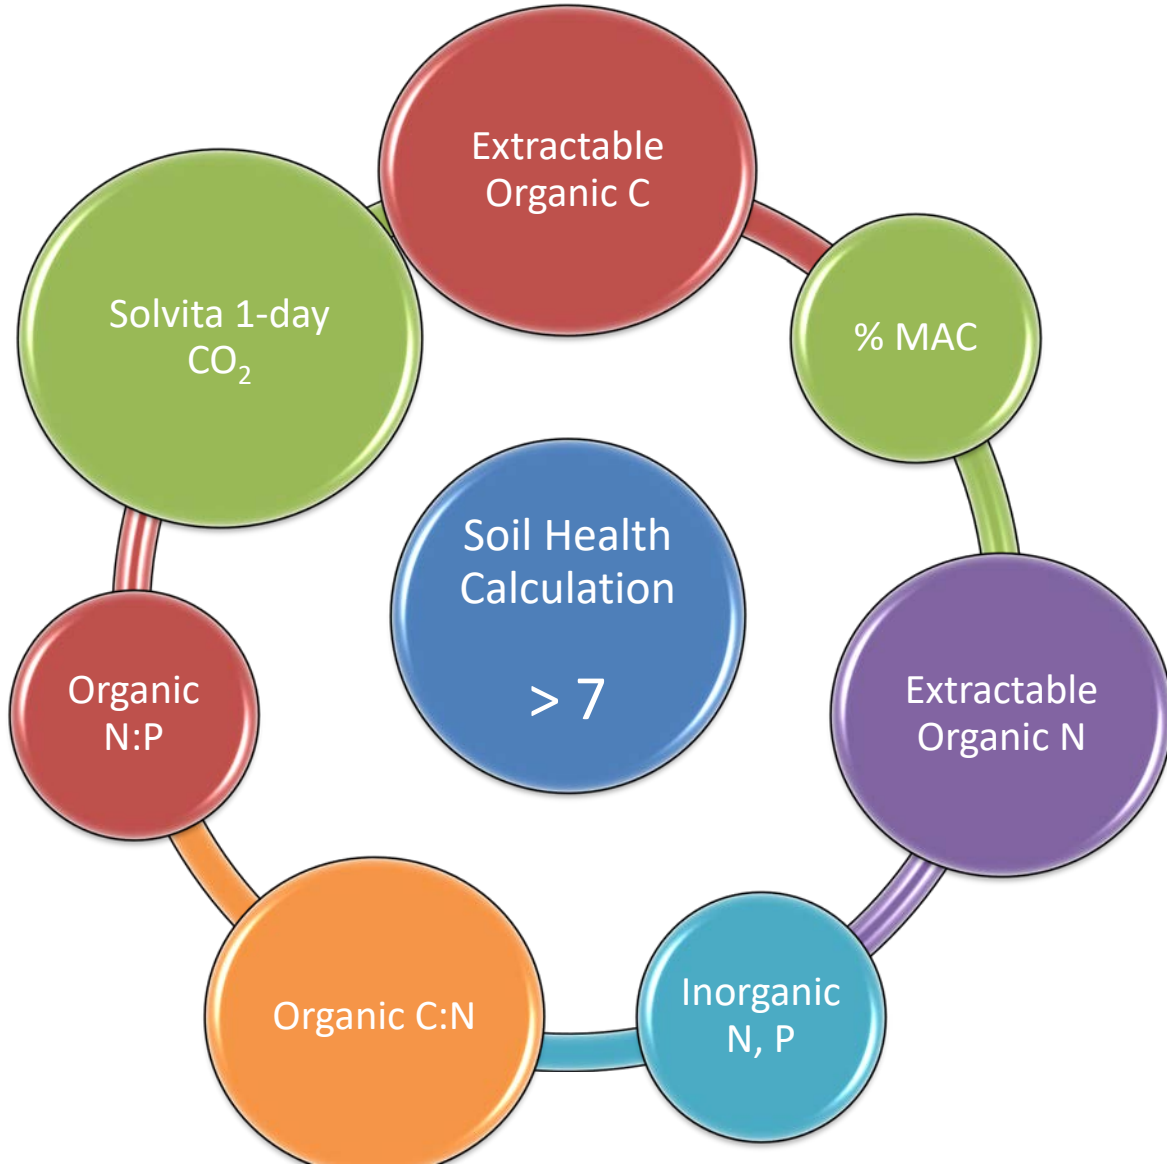 Extractable
Organic C
% MAC
Extractable
Organic N
Inorganic
N, P
Organic C:N
Organic
N:P
Solvita 1-day
CO₂
Soil Health
Calculation
> 7